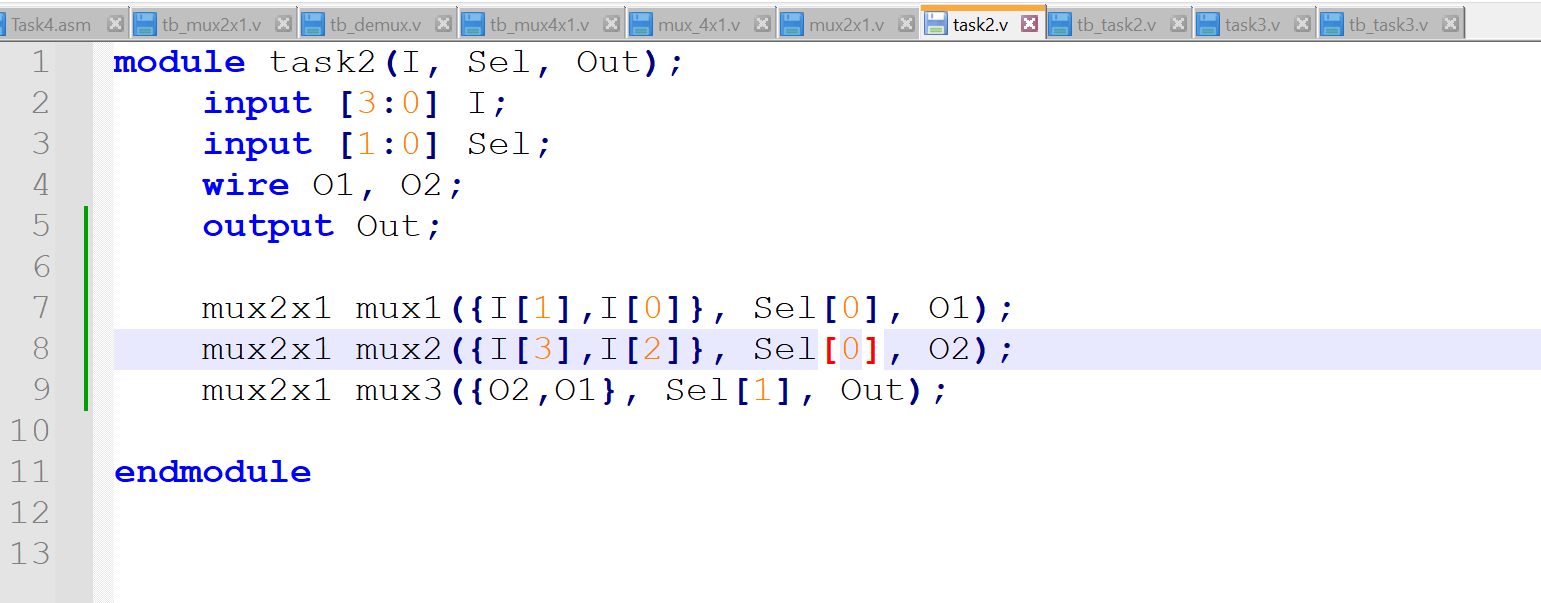 Task4.asm tb_mux2x1.v tb_demux.v tb_mux4x1.v mux_4x1.v mux2x1.v task2.v tb_task2.v task3.v tb_task3.v
1 module task2(I, Sel, Out);
2 input [3:0] I;
3 input [1:0] Sel;
4 wire O1, O2;
5 output Out;
6
7 mux2x1 mux1({I[1],I[0]}, Sel[0], O1);
8 mux2x1 mux2({I[3],I[2]}, Sel[0], O2);
9 mux2x1 mux3({O2,O1}, Sel[1], Out);
10
11 endmodule
12
13